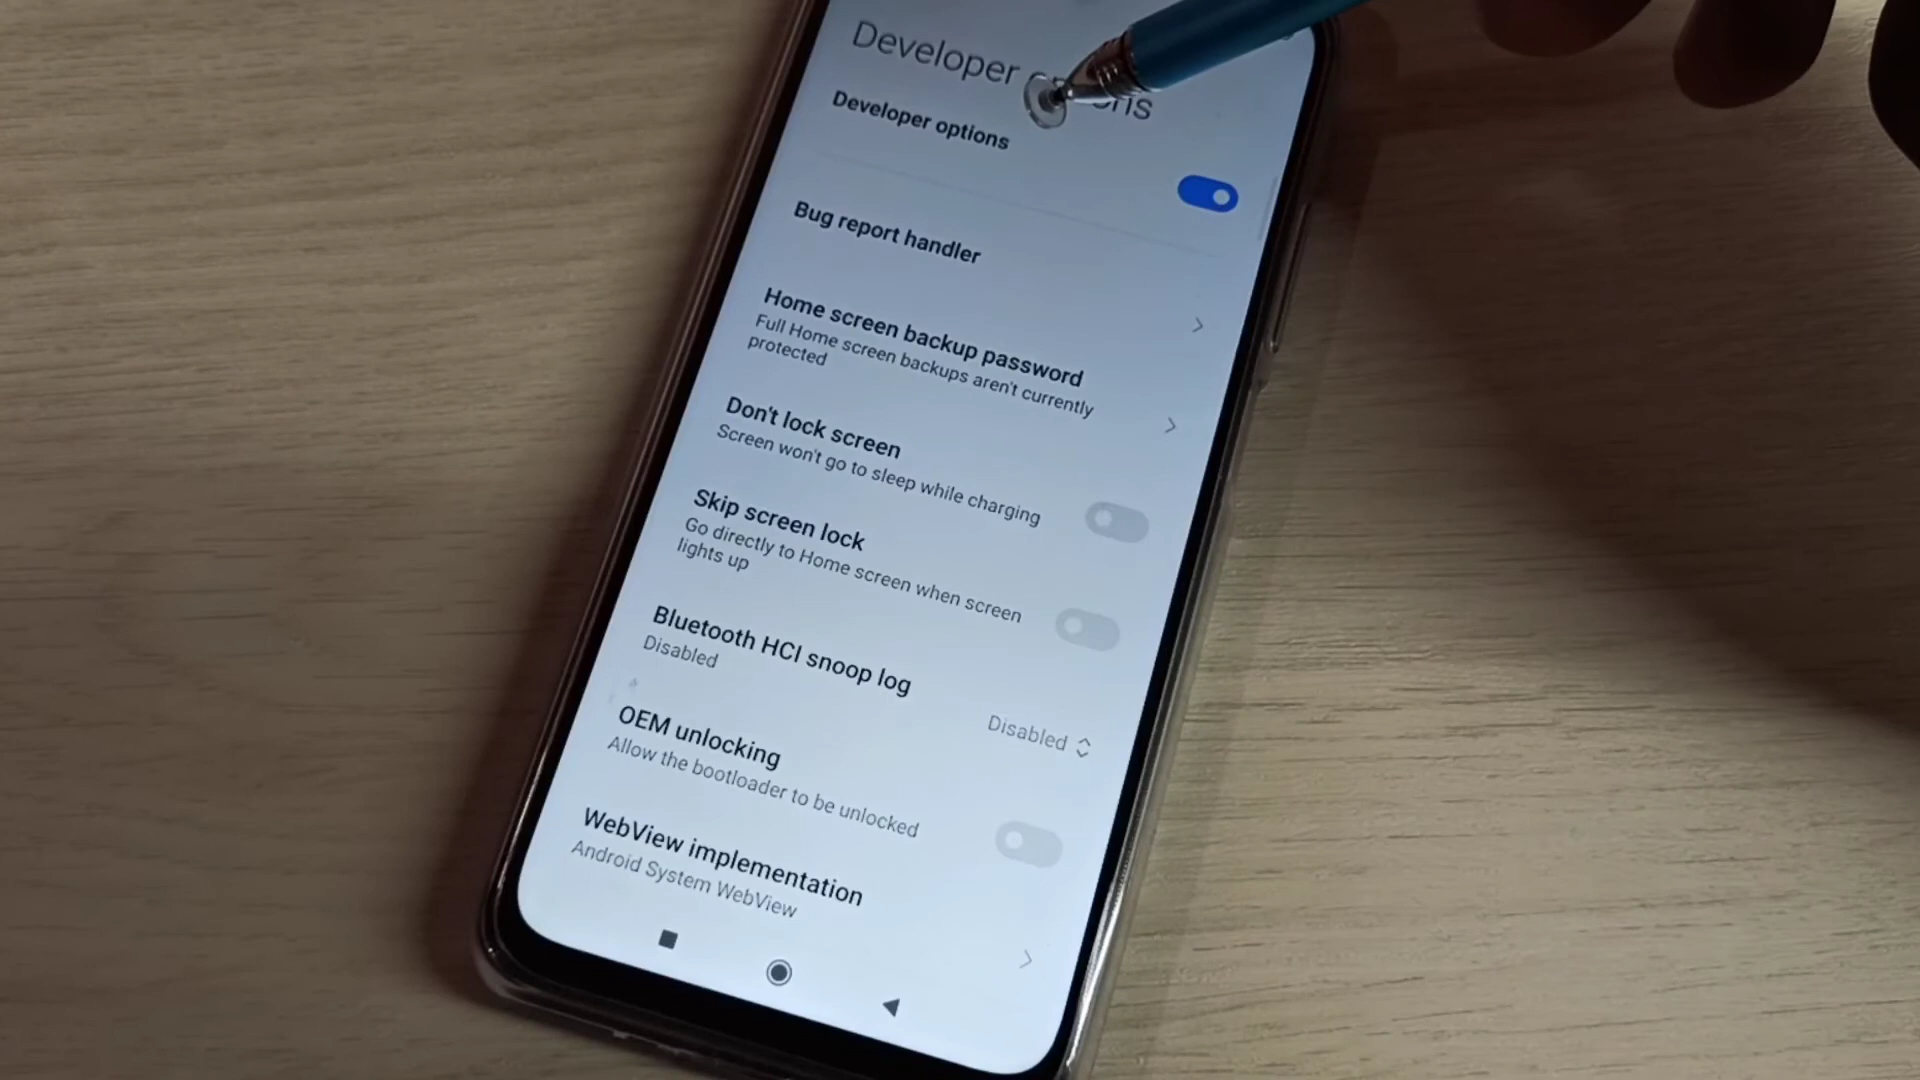 Developer
Developer options
Bug report handler
Home screen backup password
Full Home screen backups aren't currently
protected
Don't lock screen
Screen won't go to sleep while charging
Skip screen lock
Go directly to Home screen when screen
lights up
Bluetooth HCI snoop log
Disabled
Disabled
OEM unlocking
Allow the bootloader to be unlocked
WebView implementation
Android System WebView